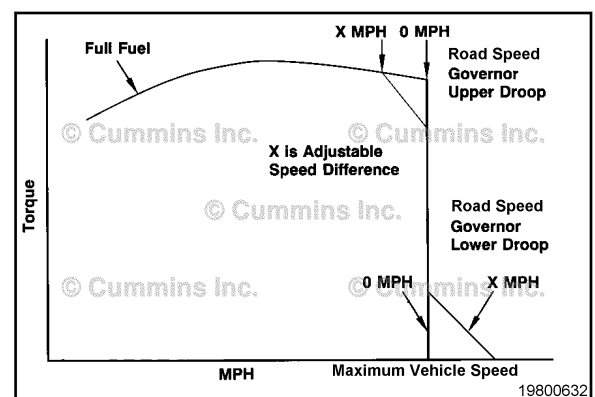 X MPH 0 MPH
Full Fuel
Road Speed
Governor
Upper Droop
© Cummins Inc.
© Cummins Inc.
X is Adjustable
Speed Difference
Torque
© Cummins Inc.
Road Speed
Governor
Lower Droop
© Cummins Inc.
0 MPH
© Cummins Inc.
X MPH
MPH
Maximum Vehicle Speed
19800632